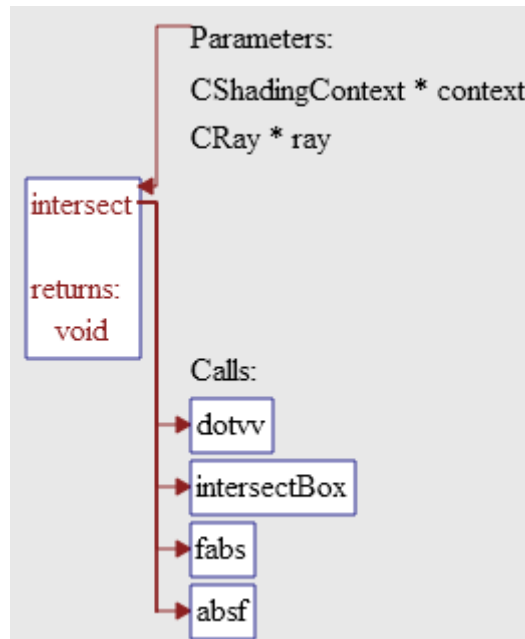 Parameters:
CShadingContext * context
CRay * ray
intersect
returns:
void
Calls:
dotvv
intersectBox
fabs
absf